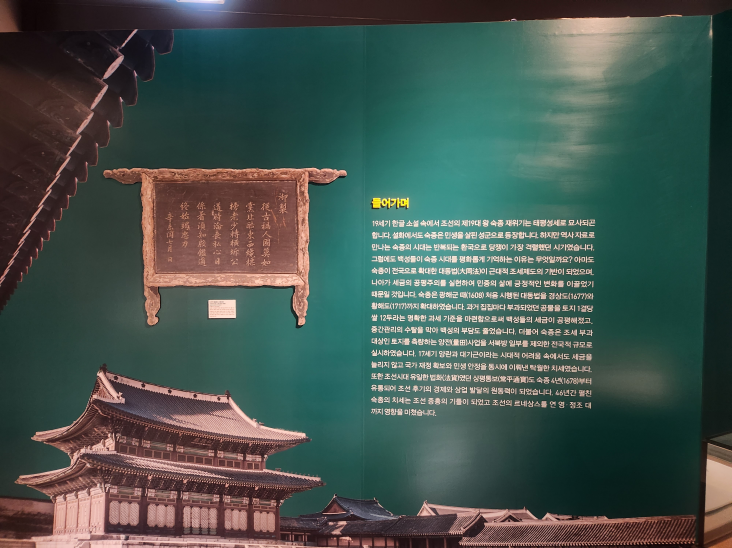 御製
들어가며
19세기 한글 소설 속에서 조선의 제19대 왕 숙종 재위기는 태평성세로 묘사되곤
합니다. 설화에서도 숙종은 민생을 살핀 성군으로 등장합니다. 하지만 역사 자료로
만나는 숙종의 시대는 반복되는 환국으로 당쟁이 가장 격렬했던 시기였습니다.
그럼에도 백성들이 숙종 시대를 평화롭게 기억하는 이유는 무엇일까요? 아마도
숙종이 전국으로 확대한 대동법(大同法)이 근대적 조세제도의 기반이 되었으며,
나아가 세금의 공평주의를 실현하여 민중의 삶에 긍정적인 변화를 이끌었기
때문일 것입니다. 숙종은 광해군 때(1608) 처음 시행된 대동법을 경상도(1677)와
황해도(1717)까지 확대하였습니다. 과거 집집마다 부과되었던 공물을 토지 1결당
쌀 12두라는 명확한 과세 기준을 마련함으로써 백성들의 세금이 공평해졌고,
중간관리의 수탈을 막아 백성의 부담도 줄었습니다. 더불어 숙종은 조세 부과
대상인 토지를 측량하는 양전(量田)사업을 서북방 일부를 제외한 전국적 규모로
실시하였습니다. 17세기 양란과 대기근이라는 시대적 어려움 속에서도 세금을
늘리지 않고 국가 재정 확보와 민생 안정을 동시에 이뤄낸 탁월한 치세였습니다.
또한 조선시대 유일한 법화(法貨)였던 상평통보(常平通寶)도 숙종 4년(1678)부터
유통되어 조선 후기의 경제와 상업 발달의 원동력이 되었습니다. 46년간 펼친
숙종의 치세는 조선 중흥의 기틀이 되었고 조선의 르네상스를 연 영·정조 대
까지 영향을 미쳤습니다.